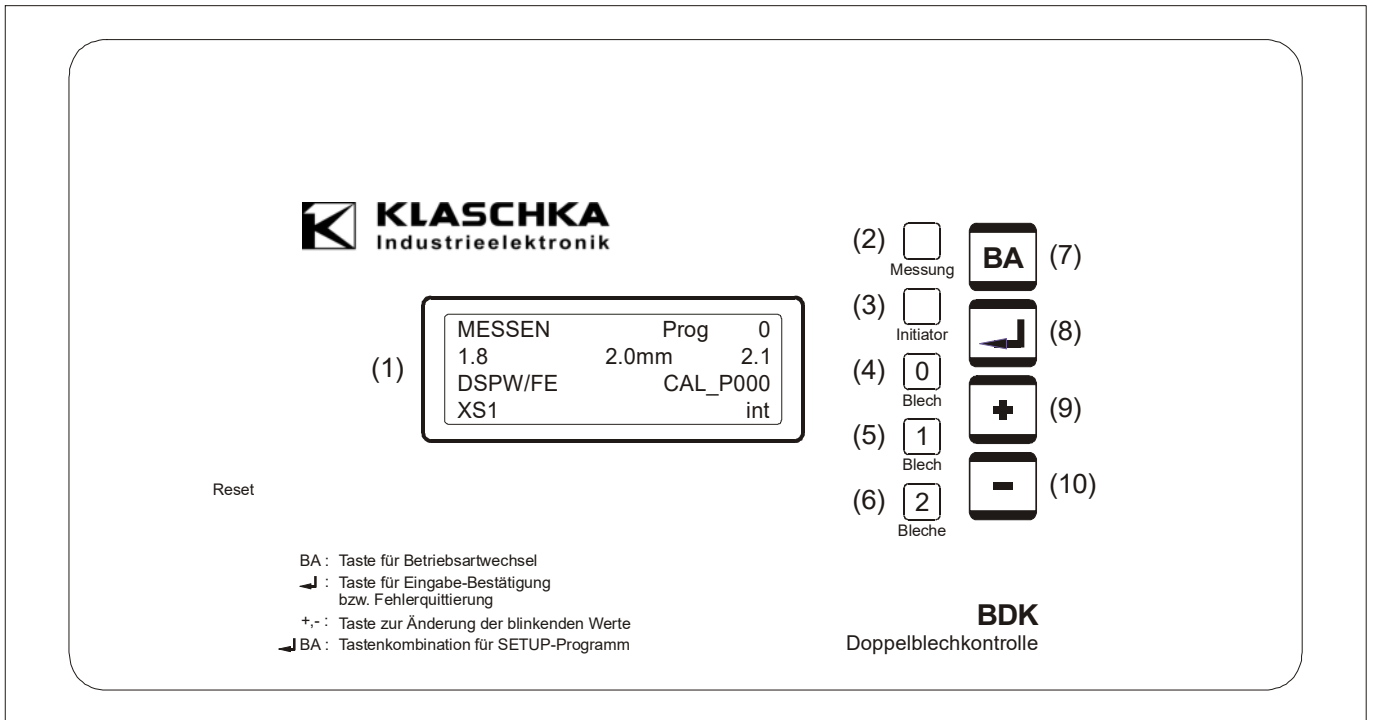 KLASCHKA
Industrieelektronik
(1)
MESSEN Prog 0
1.8 2.0mm 2.1
DSPW/FE CAL_P000
XS1 int
(2)
Messung
(3)
Initiator
(4) 0
Blech
(5) 1
Blech
(6) 2
Bleche
BA (7)
(8)
+ (9)
- (10)
Reset
BA : Taste für Betriebsartwechsel
: Taste für Eingabe-Bestätigung
bzw. Fehlerquittierung
+,- : Taste zur Änderung der blinkenden Werte
BA : Tastenkombination für SETUP-Programm
BDK
Doppelblechkontrolle